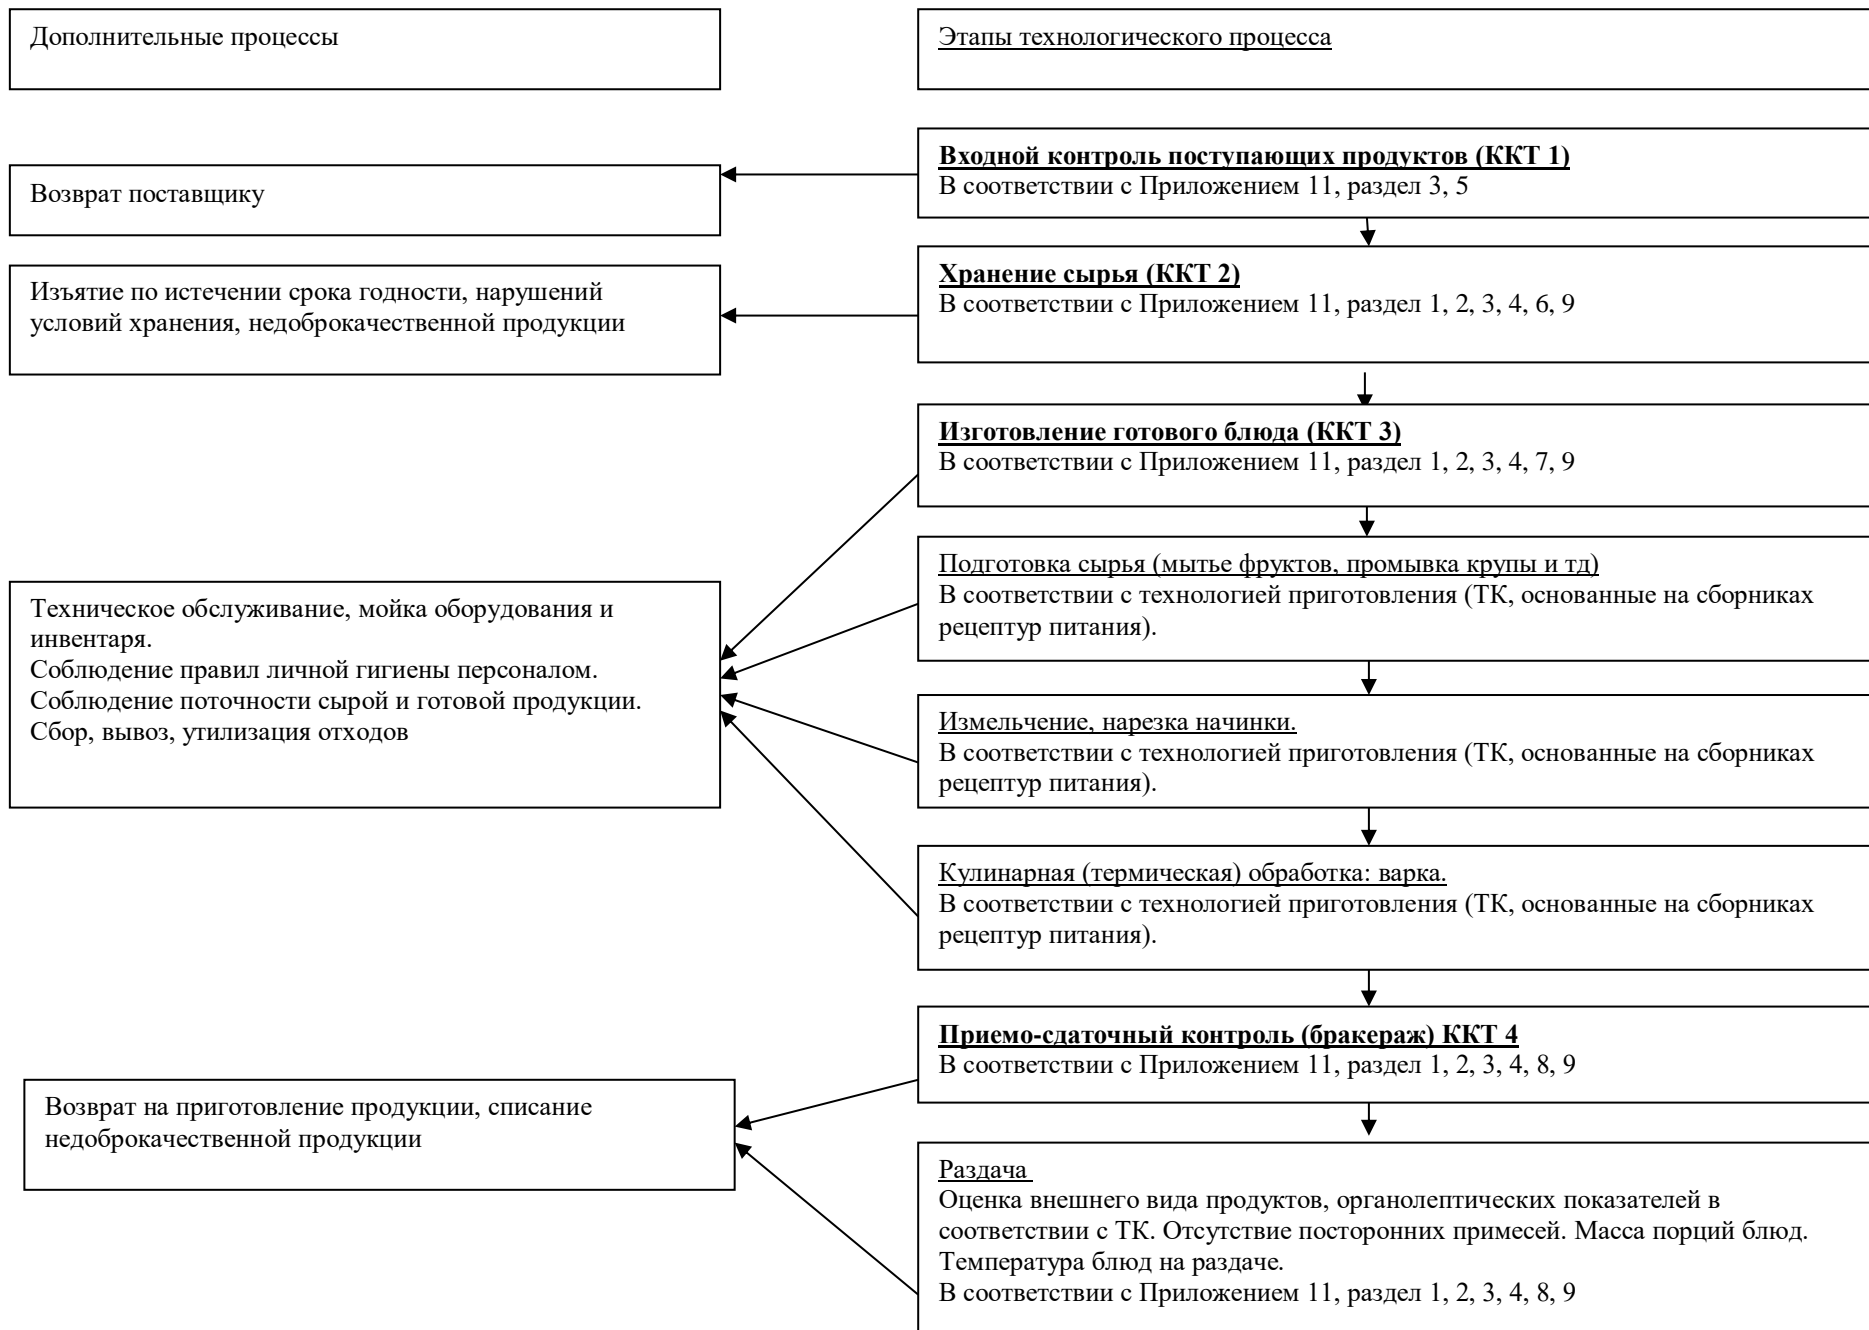 Дополнительные процессы
Этапы технологического процесса
Входной контроль поступающих продуктов (ККТ 1)
В соответствии с Приложением 11, раздел 3, 5
Возврат поставщику
Хранение сырья (ККТ 2)
В соответствии с Приложением 11, раздел 1, 2, 3, 4, 6, 9
Изъятие по истечении срока годности, нарушений
условий хранения, недоброкачественной продукции
Изготовление готового блюда (ККТ 3)
В соответствии с Приложением 11, раздел 1, 2, 3, 4, 7, 9
Подготовка сырья (мытье фруктов, промывка крупы и тд)
В соответствии с технологией приготовления (ТК, основанные на сборниках
рецептур питания).
Техническое обслуживание, мойка оборудования и
инвентаря.
Соблюдение правил личной гигиены персоналом.
Соблюдение поточности сырой и готовой продукции.
Сбор, вывоз, утилизация отходов
Измельчение, нарезка начинки.
В соответствии с технологией приготовления (ТК, основанные на сборниках
рецептур питания).
Кулинарная (термическая) обработка: варка.
В соответствии с технологией приготовления (ТК, основанные на сборниках
рецептур питания).
Приемо-сдаточный контроль (бракераж) ККТ 4
В соответствии с Приложением 11, раздел 1, 2, 3, 4, 8, 9
Возврат на приготовление продукции, списание
недоброкачественной продукции
Раздача
Оценка внешнего вида продуктов, органолептических показателей в
соответствии с ТК. Отсутствие посторонних примесей. Масса порций блюд.
Температура блюд на раздаче.
В соответствии с Приложением 11, раздел 1, 2, 3, 4, 8, 9